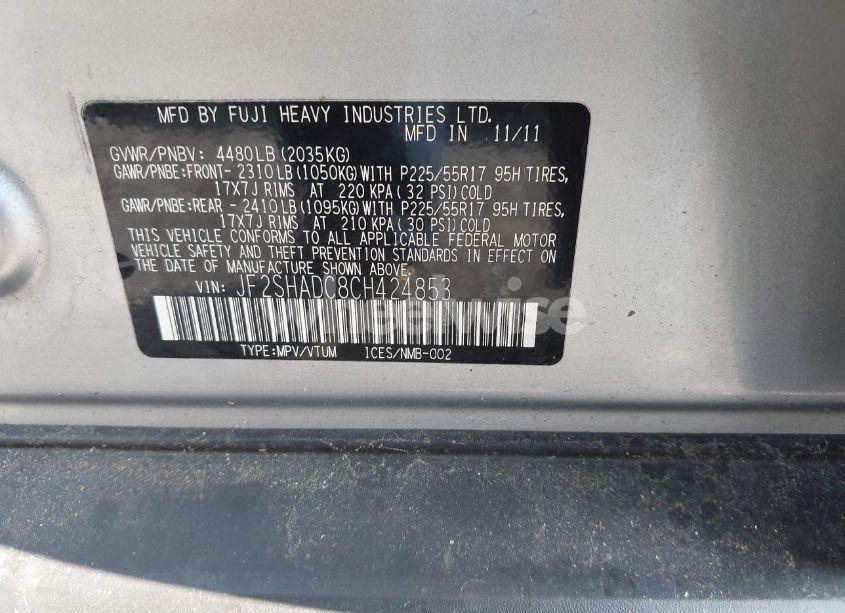 MFD BY FUJI HEAVY INDUSTRIES LTD.
MFD IN 11/11
GVWR/PNBV: 4480LB (2035KG)
GAWR/PNBE:FRONT- 2310 LB (1050KG) WITH P225/55R17 95H TIRES,
17X7J RIMS AT 220 KPA ( 32 PSI) COLD
GAWR/PNBE:REAR - 2410 LB (1095KG) WITH P225/55R17 95H TIRES,
17X7J RIMS AT 210 KPA ( 30 PSI) COLD
THIS VEHICLE CONFORMS TO ALL APPLICABLE FEDERAL MOTOR
VEHICLE SAFETY AND THEFT PREVENTION STANDARDS IN EFFECT ON
THE DATE OF MANUFACTURE SHOWN ABOVE.
VIN: JF2SHADC8CH424853
TYPE:MPV/VTUM ICES/NMB-002